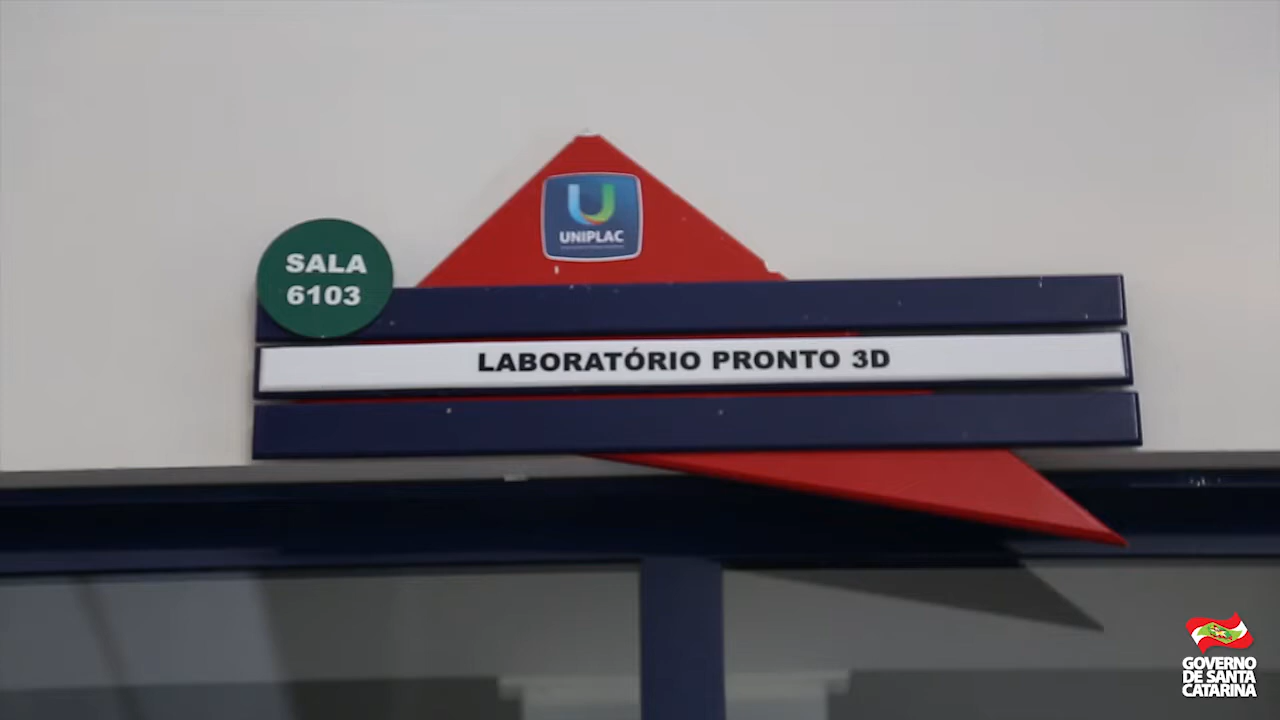 UNIPLAC
SALA
6103
LABORATÓRIO PRONTO 3D
GOVERNO
DE SANTA
CATARINA